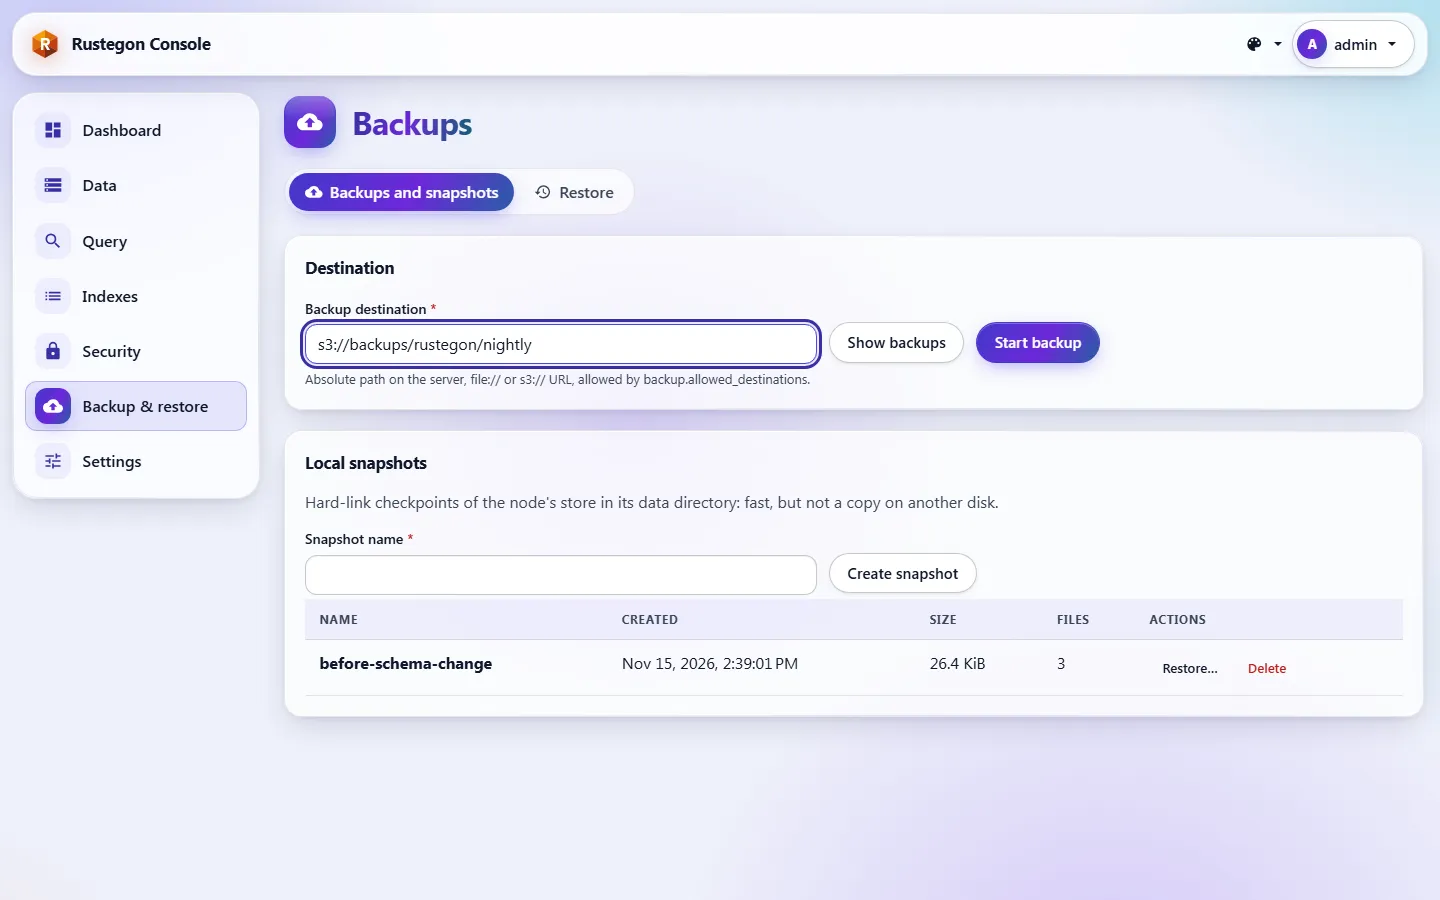 R
Rustegon Console
A
admin
Dashboard
Data
Query
Indexes
Security
Backup & restore
Settings
Backups
Backups and snapshots
Restore
Destination
Backup destination *
s3://backups/rustegon/nightly
Show backups
Start backup
Absolute path on the server, file:// or s3:// URL, allowed by backup.allowed_destinations.
Local snapshots
Hard-link checkpoints of the node's store in its data directory: fast, but not a copy on another disk.
Snapshot name *
Create snapshot
NAME CREATED SIZE FILES ACTIONS
before-schema-change Nov 15, 2026, 2:39:01 PM 26.4 KiB 3 Restore... Delete